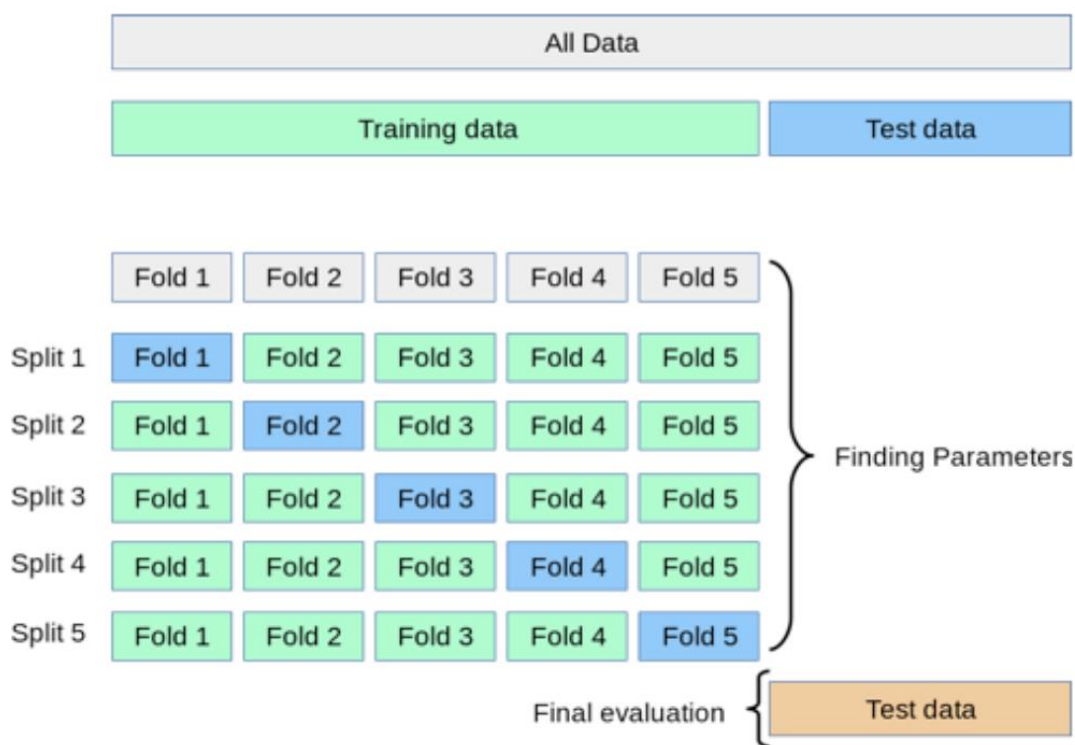 All Data
Training data Test data
Fold 1 Fold 2 Fold 3 Fold 4 Fold 5
Split 1 Fold 1 Fold 2 Fold 3 Fold 4 Fold 5
Split 2 Fold 1 Fold 2 Fold 3 Fold 4 Fold 5
Finding Parameters
Split 3 Fold 1 Fold 2 Fold 3 Fold 4 Fold 5
Split 4 Fold 1 Fold 2 Fold 3 Fold 4 Fold 5
Split 5 Fold 1 Fold 2 Fold 3 Fold 4 Fold 5
Final evaluation Test data